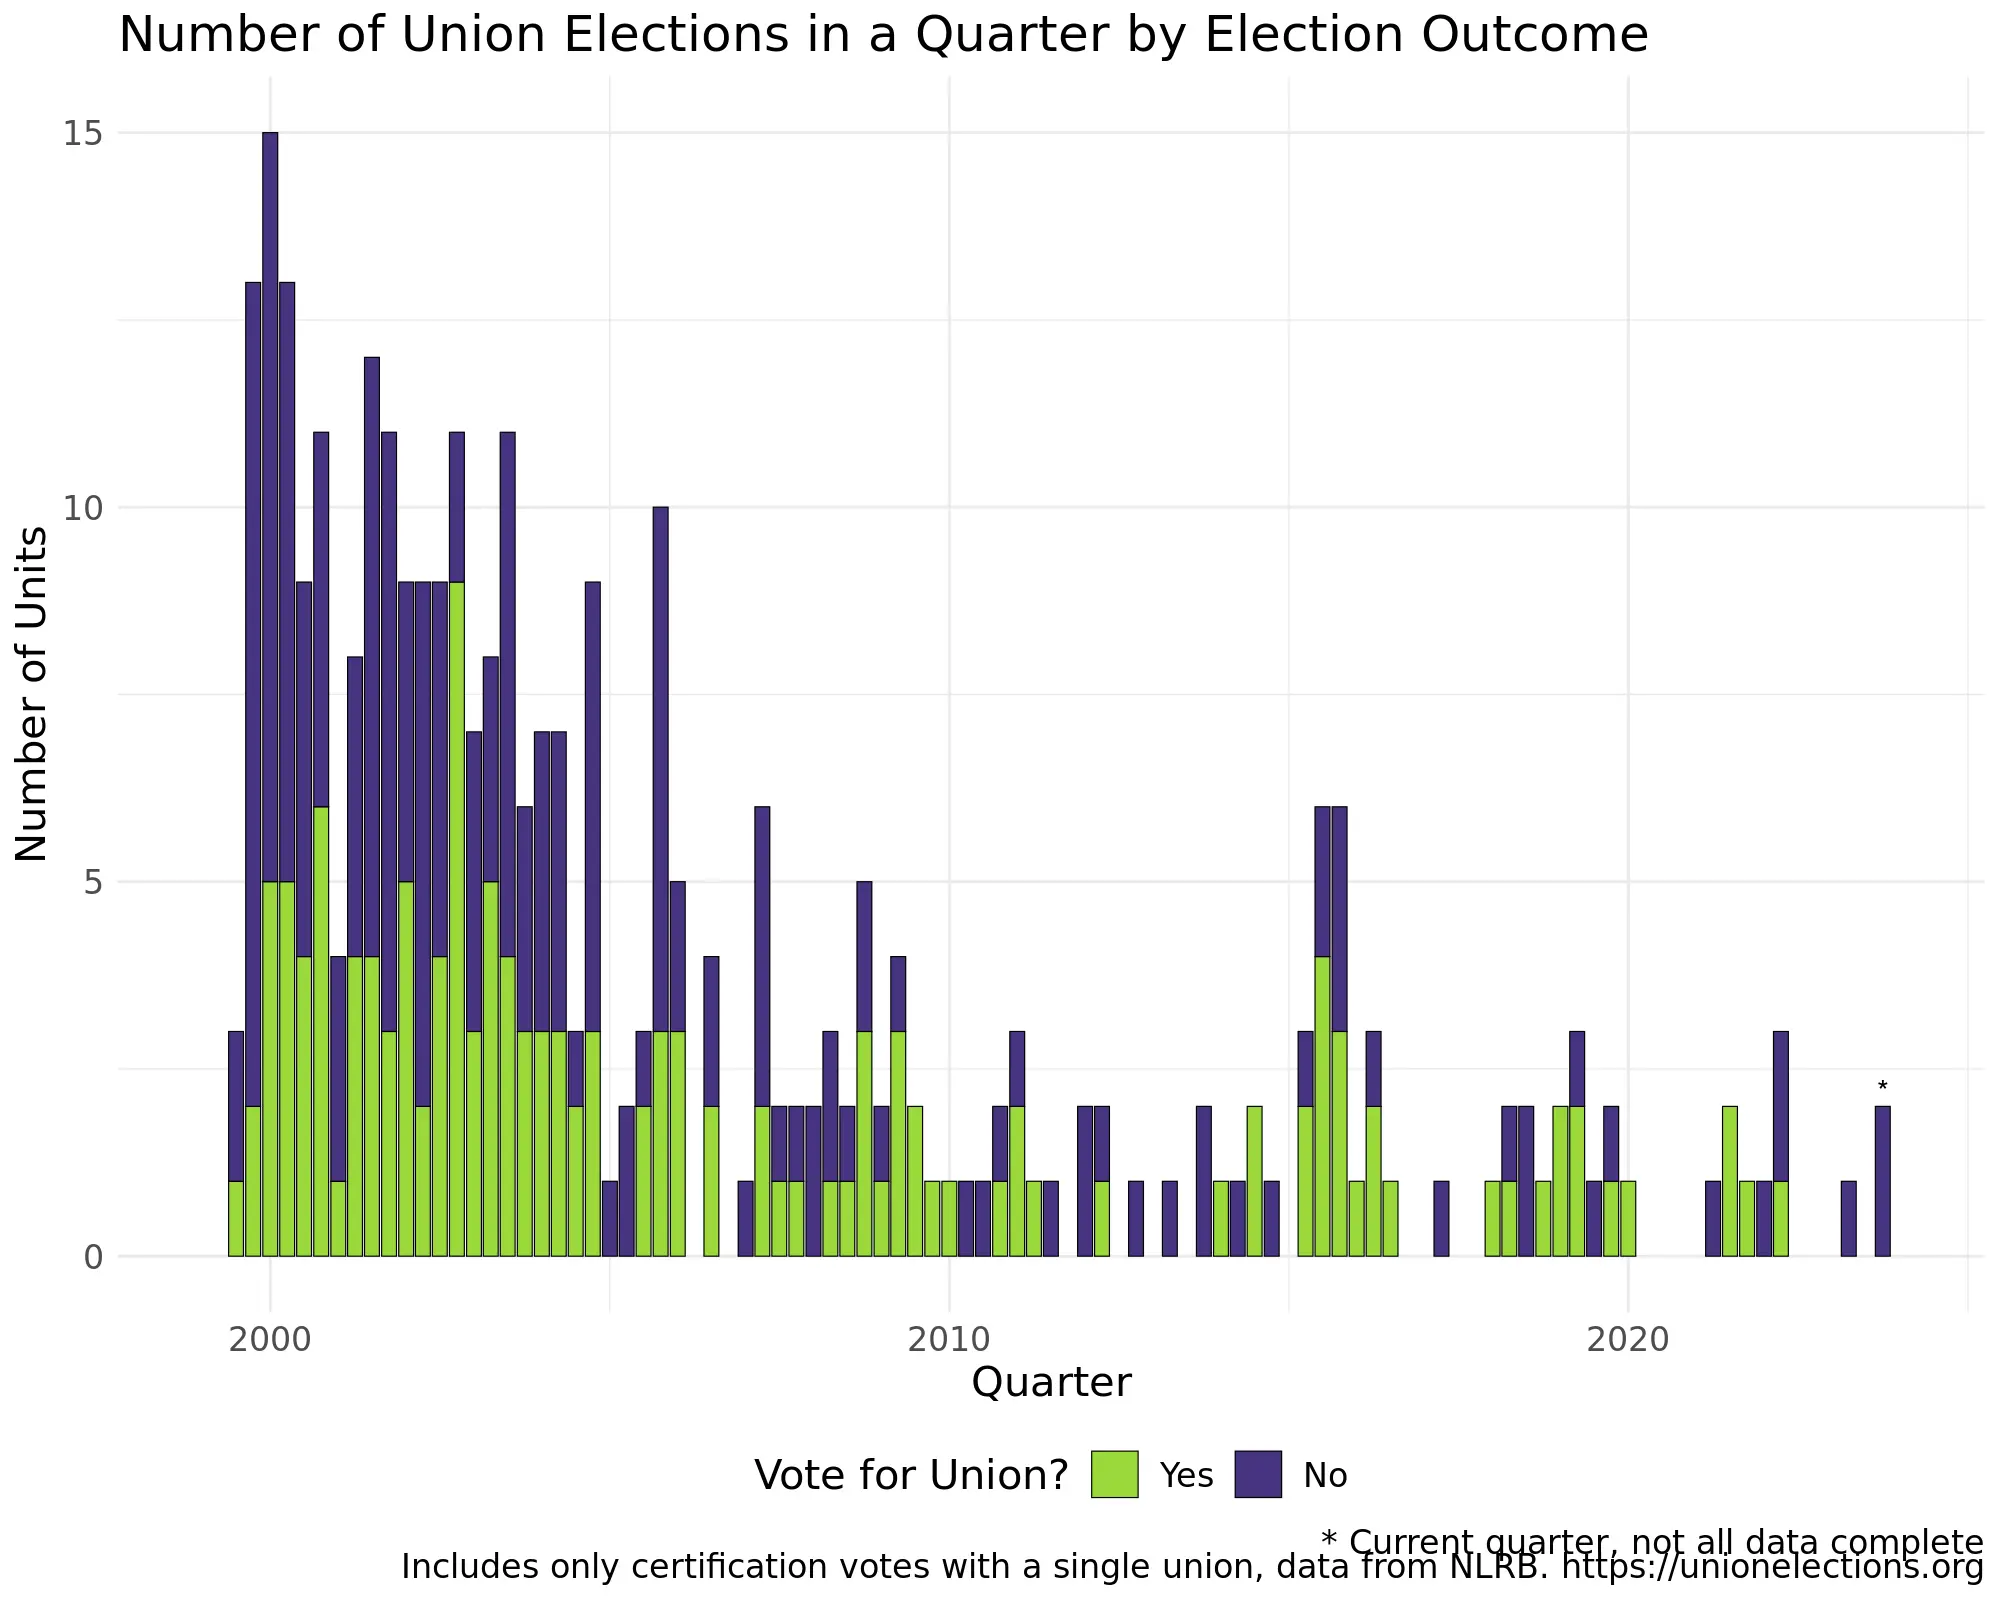 Number of Union Elections in a Quarter by Election Outcome
15
10
5
0
Number of Units
2000 2010 2020
Quarter
Vote for Union? Yes No
* Current quarter, not all data complete
Includes only certification votes with a single union, data from NLRB. https://unionelections.org
*